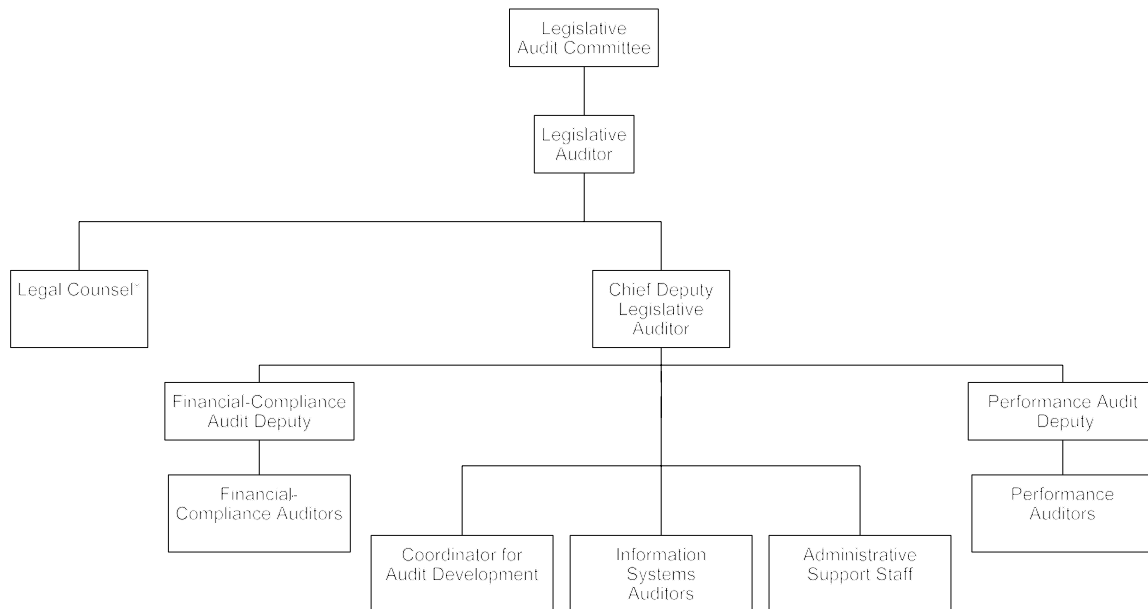 Legislative
Audit Committee
Legislative
Auditor
Legal Counsel*
Chief Deputy
Legislative
Auditor
Financial-Compliance
Audit Deputy
Performance Audit
Deputy
Financial-
Compliance Auditors
Performance
Auditors
Coordinator for
Audit Development
Information
Systems
Auditors
Administrative
Support Staff